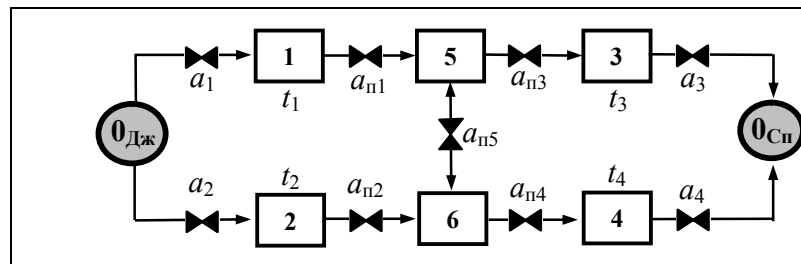 1 5 3
a₁ aп1 aп3 a₃
t₁ t₃
0Дж aп5 0Сп
a₂ t₂ aп2 aп4 t₄ a₄
2 6 4